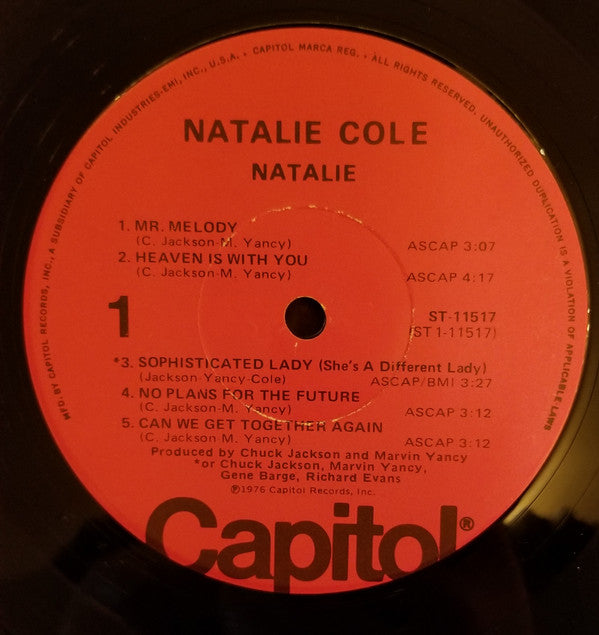 MFD. BY CAPITOL RECORDS, INC., A SUBSIDIARY OF CAPITOL INDUSTRIES-EMI, INC., U.S.A. • CAPITOL MARCA REG. • ALL RIGHTS RESERVED. UNAUTHORIZED DUPLICATION IS A VIOLATION OF APPLICABLE LAWS
NATALIE COLE
NATALIE
1. MR. MELODY
(C. Jackson-M. Yancy) ASCAP 3:07
2. HEAVEN IS WITH YOU
(C. Jackson-M. Yancy) ASCAP 4:17
1 ST-11517
(ST 1-11517)
*3. SOPHISTICATED LADY (She's A Different Lady)
(Jackson-Yancy-Cole) ASCAP/BMI 3:27
4. NO PLANS FOR THE FUTURE
(C. Jackson-M. Yancy) ASCAP 3:12
5. CAN WE GET TOGETHER AGAIN
(C. Jackson-M. Yancy) ASCAP 3:12
Produced by Chuck Jackson and Marvin Yancy
*or Chuck Jackson, Marvin Yancy,
Gene Barge, Richard Evans
℗1976 Capitol Records, Inc.
Capitol®